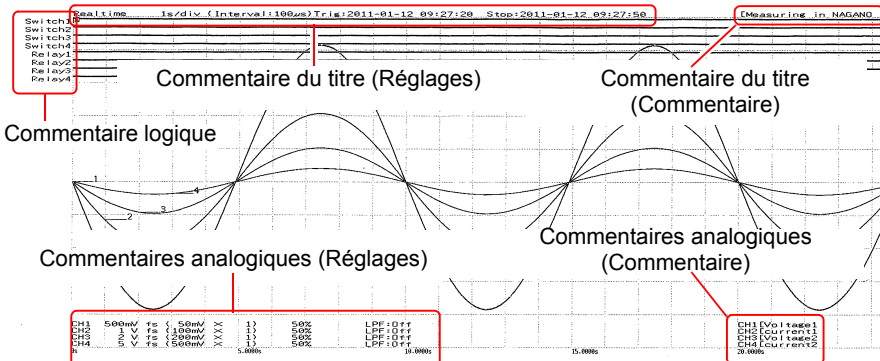 Realtime 1s/div (Interval:100µs)Trig:2011-01-12 09:27:20 Stop:2011-01-12 09:27:50 [Measuring in NAGANO
Switch1
Switch2
Switch3
Switch4
Relay1
Relay2
Relay3
Relay4
Commentaire du titre (Réglages)
Commentaire du titre
(Commentaire)
Commentaire logique
1
4
3
2
Commentaires analogiques (Réglages)
Commentaires analogiques
(Commentaire)
CH1 500mV fs ( 50mV × 1) 50% LPF:Off CH1[Voltage1
CH2 1 V fs (100mV × 1) 50% LPF:Off CH2[current1
CH3 2 V fs (200mV × 1) 50% LPF:Off CH3[Voltage2
CH4 5 V fs (500mV × 1) 50% LPF:Off CH4[current2
0s 5.0000s 10.0000s 15.0000s 20.0000s